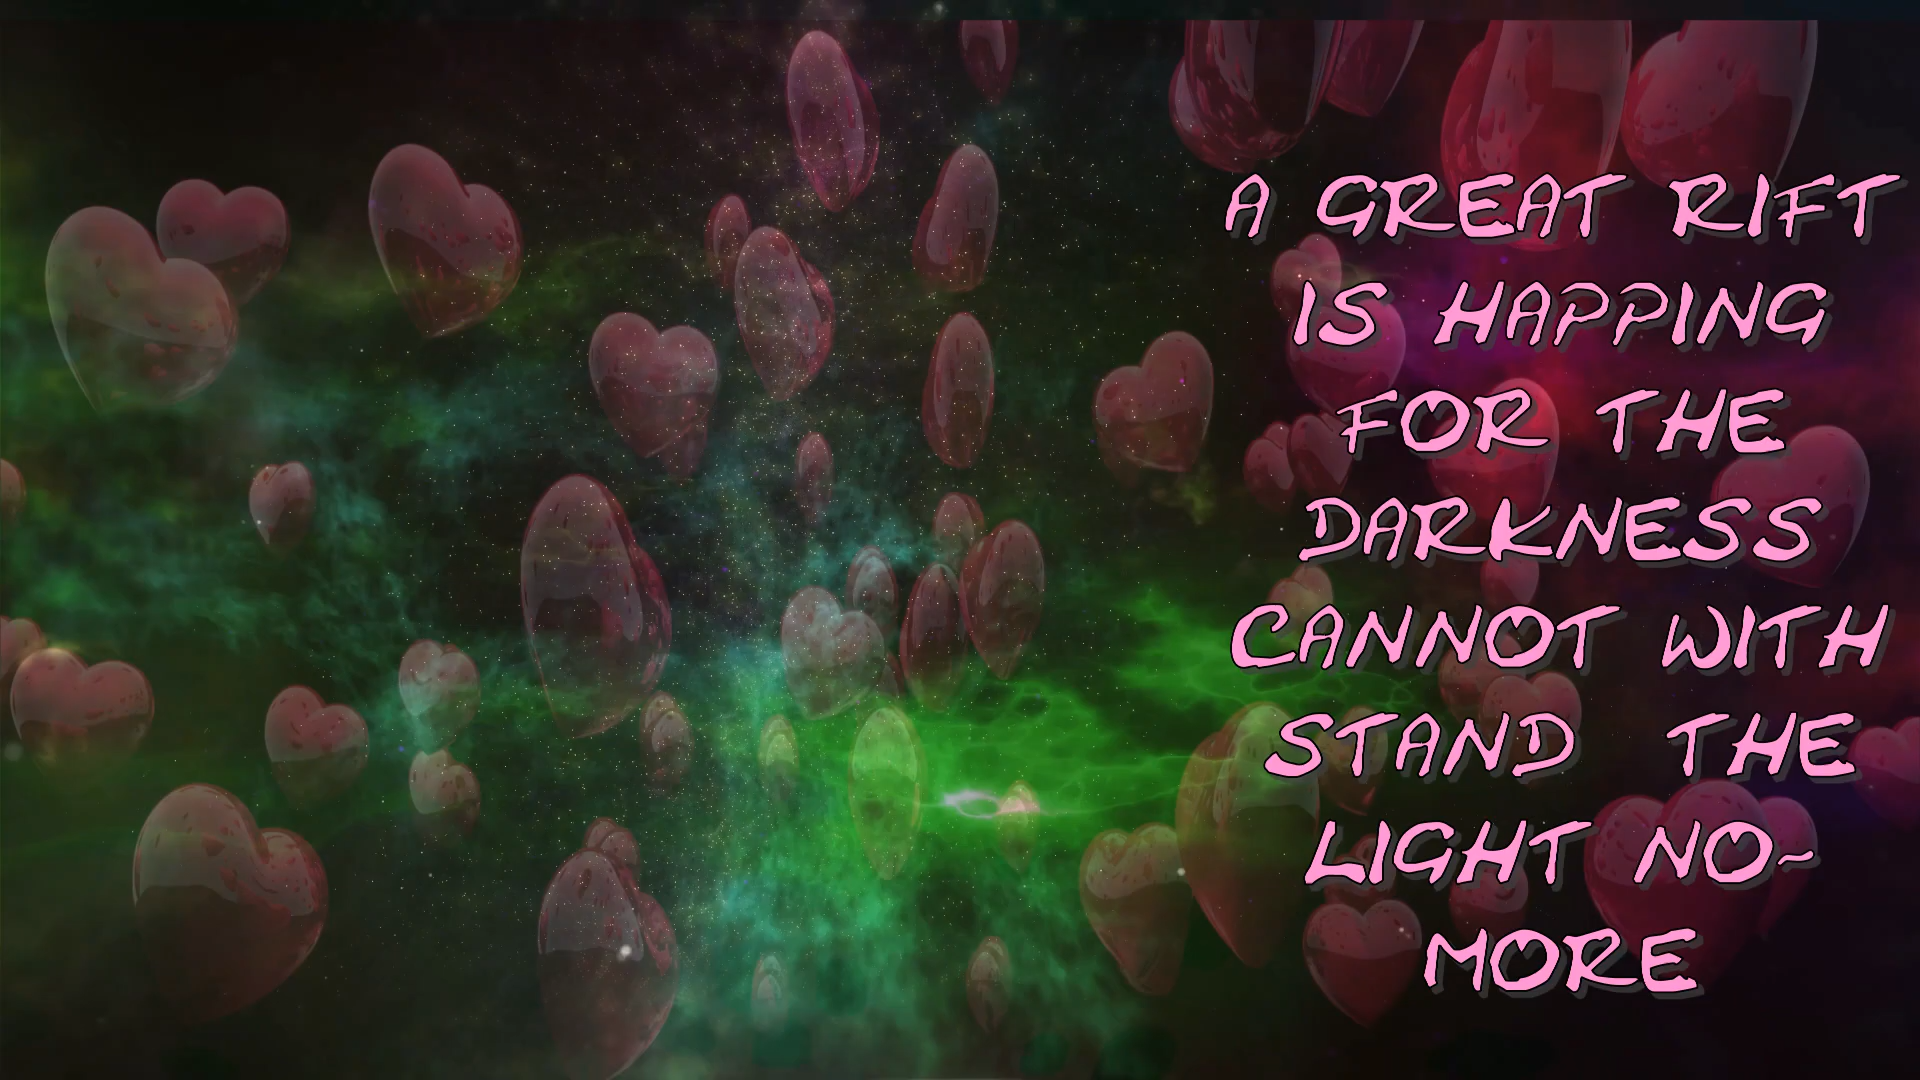 A GREAT RIFT
IS HAPPING
FOR THE
DARKNESS
CANNOT WITH
STAND THE
LIGHT NO~
MORE